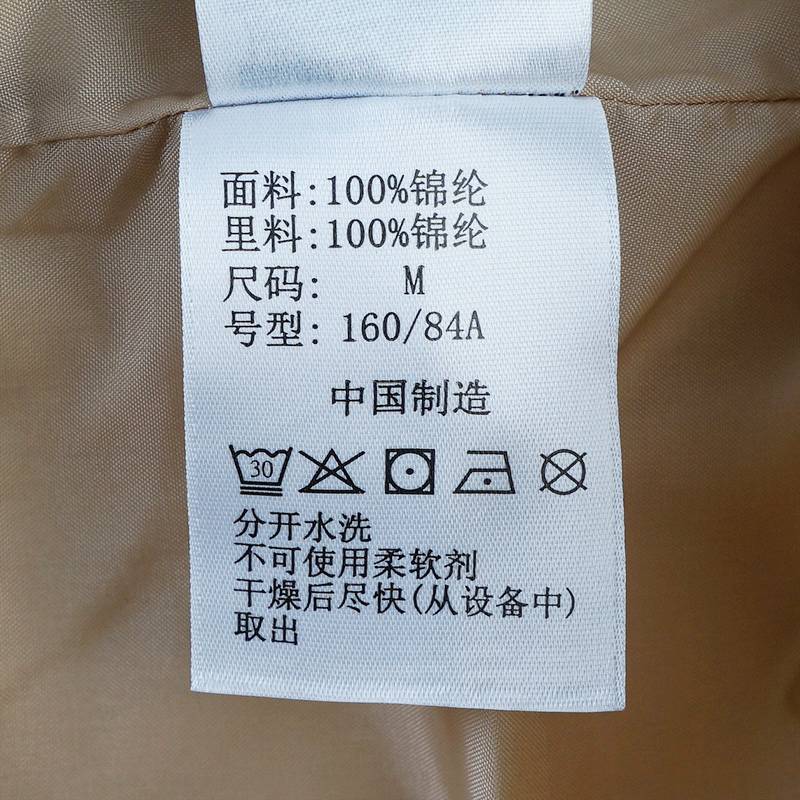 面料:100%锦纶
里料:100%锦纶
尺码: M
号型: 160/84A
中国制造
30
分开水洗
不可使用柔软剂
干燥后尽快(从设备中)
取出